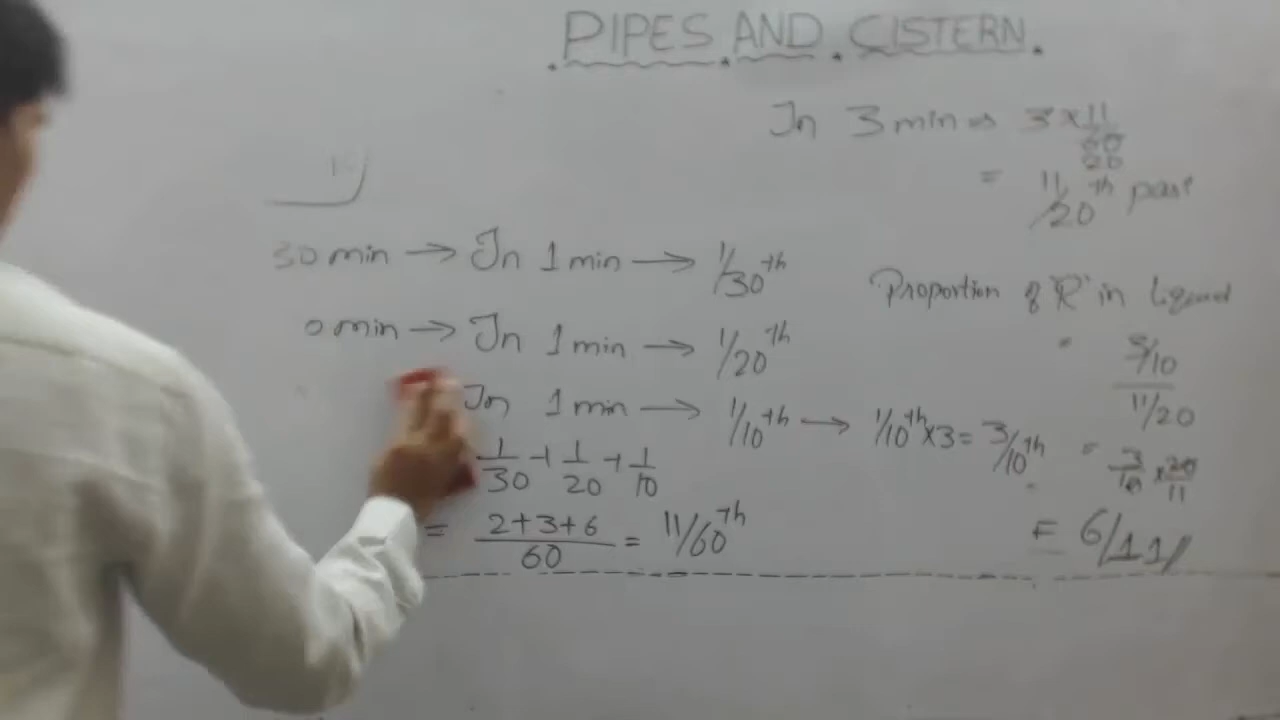 PIPES AND CISTERN.
In 3 min ⇒ 3 × 11/60
20
= 11/20th part
30 min → In 1 min → 1/30th
0 min → In 1 min → 1/20th
In 1 min → 1/10th → 1/10th × 3 = 3/10th
1/30 + 1/20 + 1/10
= 2+3+6/60 = 11/60th
Proportion of 'R' in liquid
= 3/10
11/20
= 3/10 × 20/11
= 6/11/